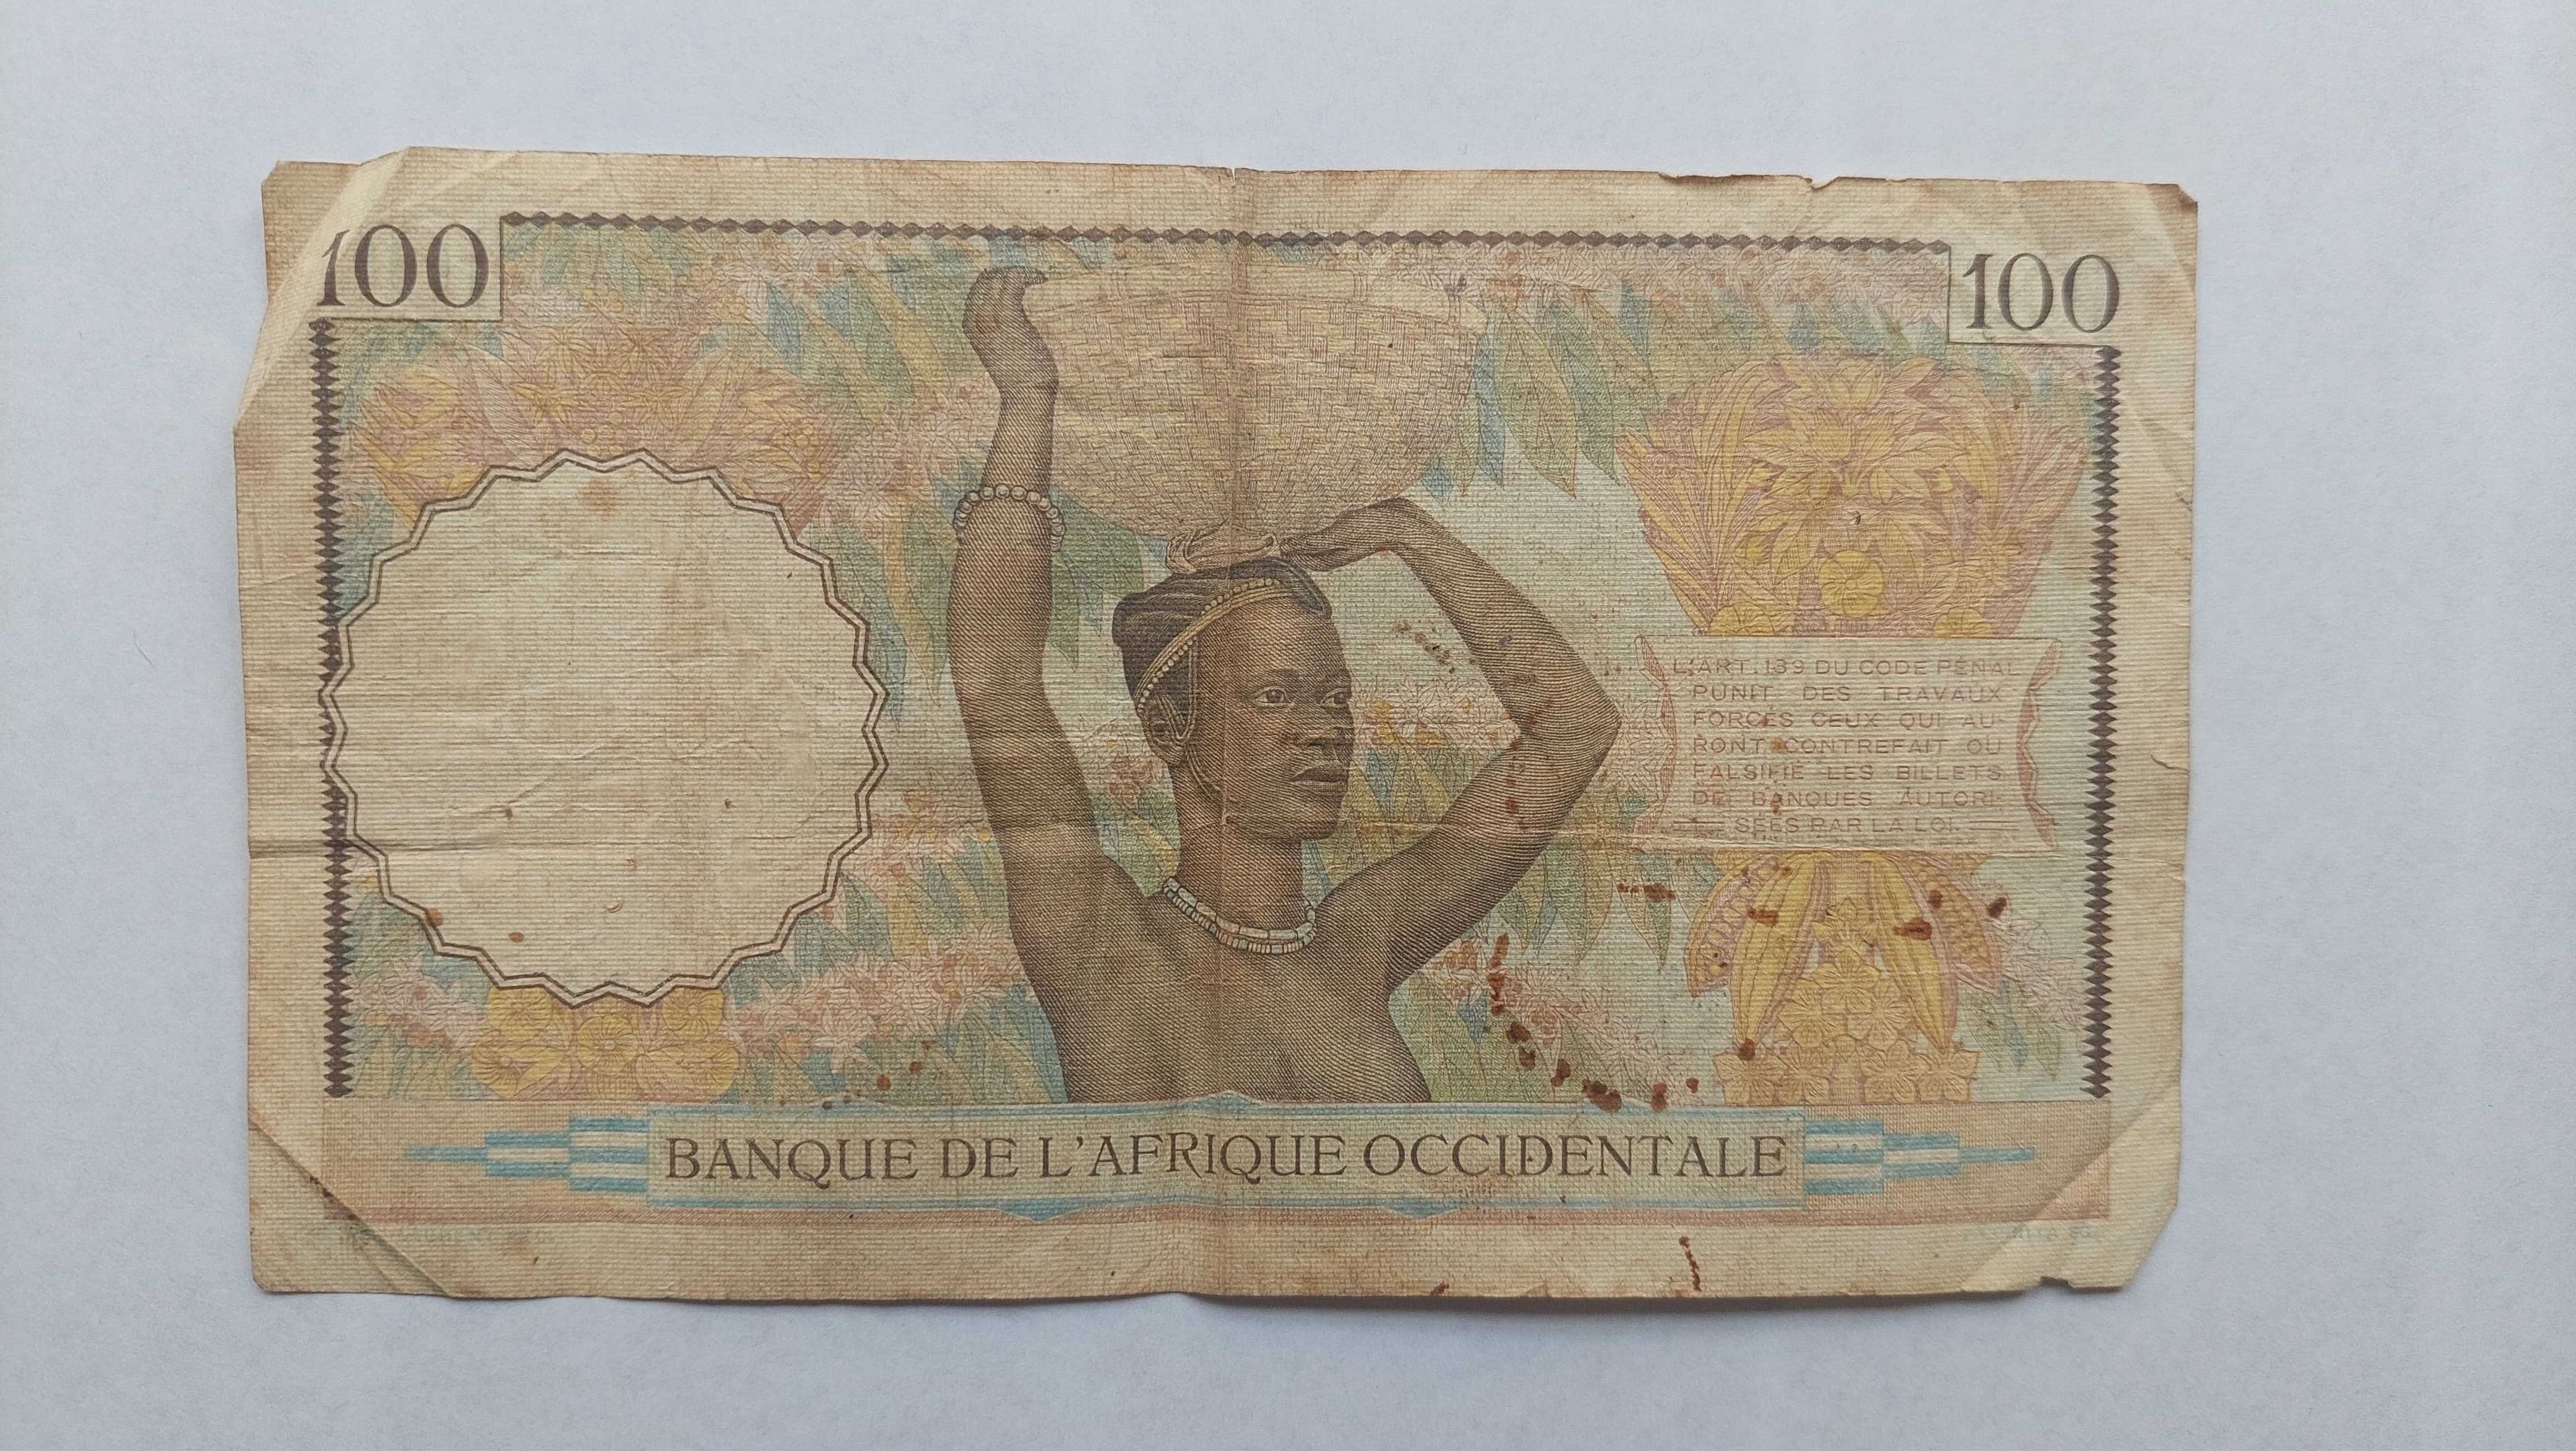 100
100
L'ART. 139 DU CODE PÉNAL
PUNIT DES TRAVAUX
FORCÉS CEUX QUI AU-
RONT CONTREFAIT OU
FALSIFIÉ LES BILLETS
DE BANQUES AUTORI-
SÉES PAR LA LOI.
BANQUE DE L'AFRIQUE OCCIDENTALE